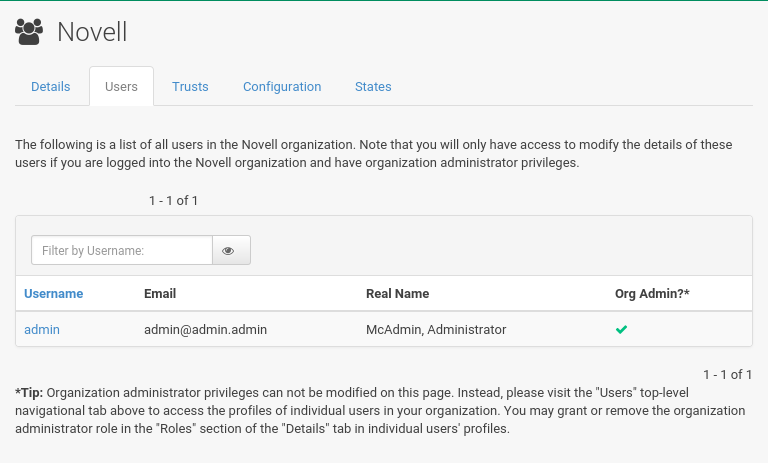 Novell
Details Users Trusts Configuration States
The following is a list of all users in the Novell organization. Note that you will only have access to modify the details of these
users if you are logged into the Novell organization and have organization administrator privileges.
1 - 1 of 1
Filter by Username:
Username Email Real Name Org Admin?*
admin admin@admin.admin McAdmin, Administrator
1 - 1 of 1
*Tip: Organization administrator privileges can not be modified on this page. Instead, please visit the "Users" top-level
navigational tab above to access the profiles of individual users in your organization. You may grant or remove the organization
administrator role in the "Roles" section of the "Details" tab in individual users' profiles.